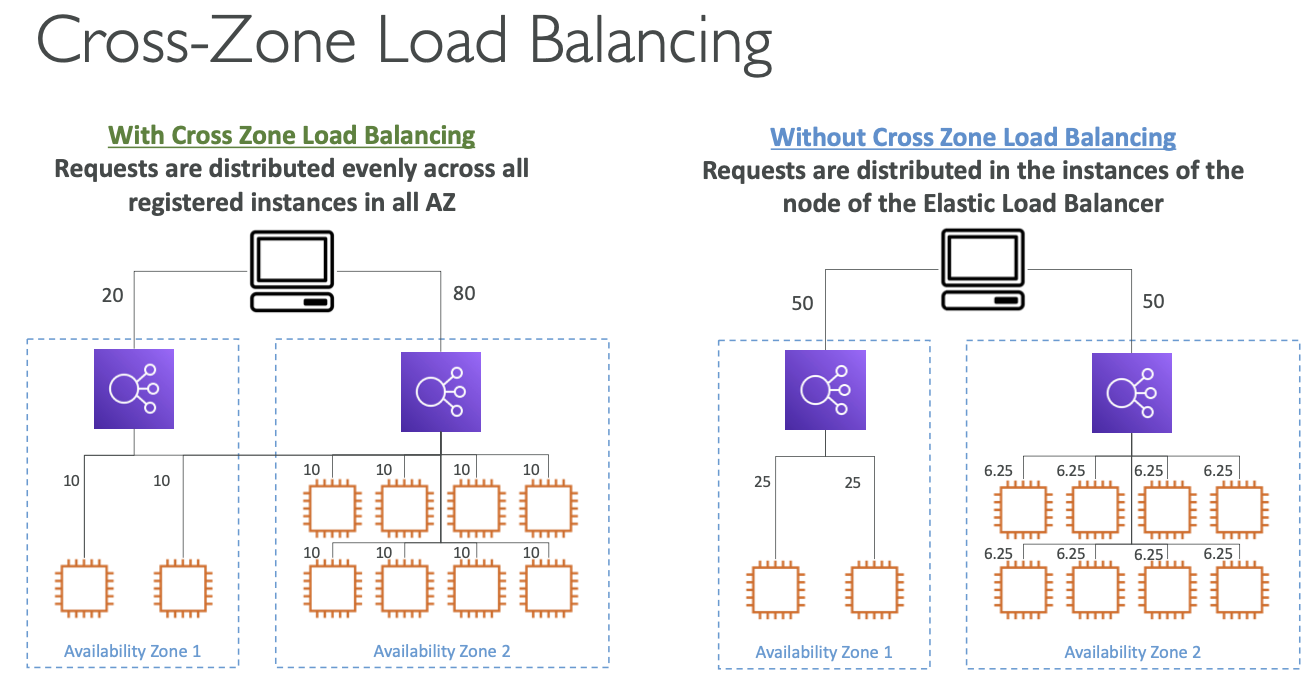 Cross-Zone Load Balancing
With Cross Zone Load Balancing
Requests are distributed evenly across all
registered instances in all AZ
20
80
10
10
10
10
10
10
10
10
10
10
Availability Zone 1
Availability Zone 2
Without Cross Zone Load Balancing
Requests are distributed in the instances of the
node of the Elastic Load Balancer
50
50
25
25
6.25
6.25
6.25
6.25
6.25
6.25
6.25
6.25
Availability Zone 1
Availability Zone 2